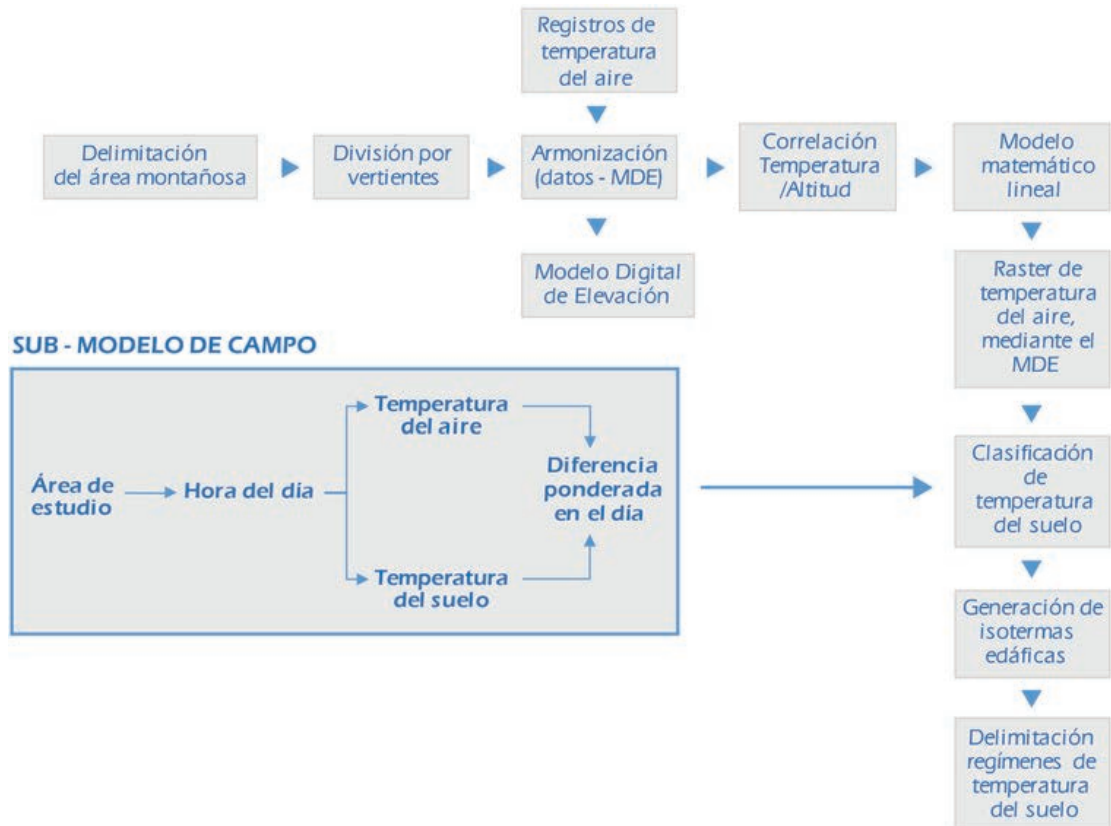 Registros de
temperatura
del aire
Delimitación
del área montañosa
División por
vertientes
Armonización
(datos - MDE)
Correlación
Temperatura
/Altitud
Modelo
matemático
lineal
Modelo Digital
de Elevación
Raster de
temperatura
del aire,
mediante el
MDE
SUB - MODELO DE CAMPO
Área de
estudio
Hora del día
Temperatura
del aire
Temperatura
del suelo
Diferencia
ponderada
en el día
Clasificación
de
temperatura
del suelo
Generación de
isotermas
edáficas
Delimitación
regímenes de
temperatura
del suelo